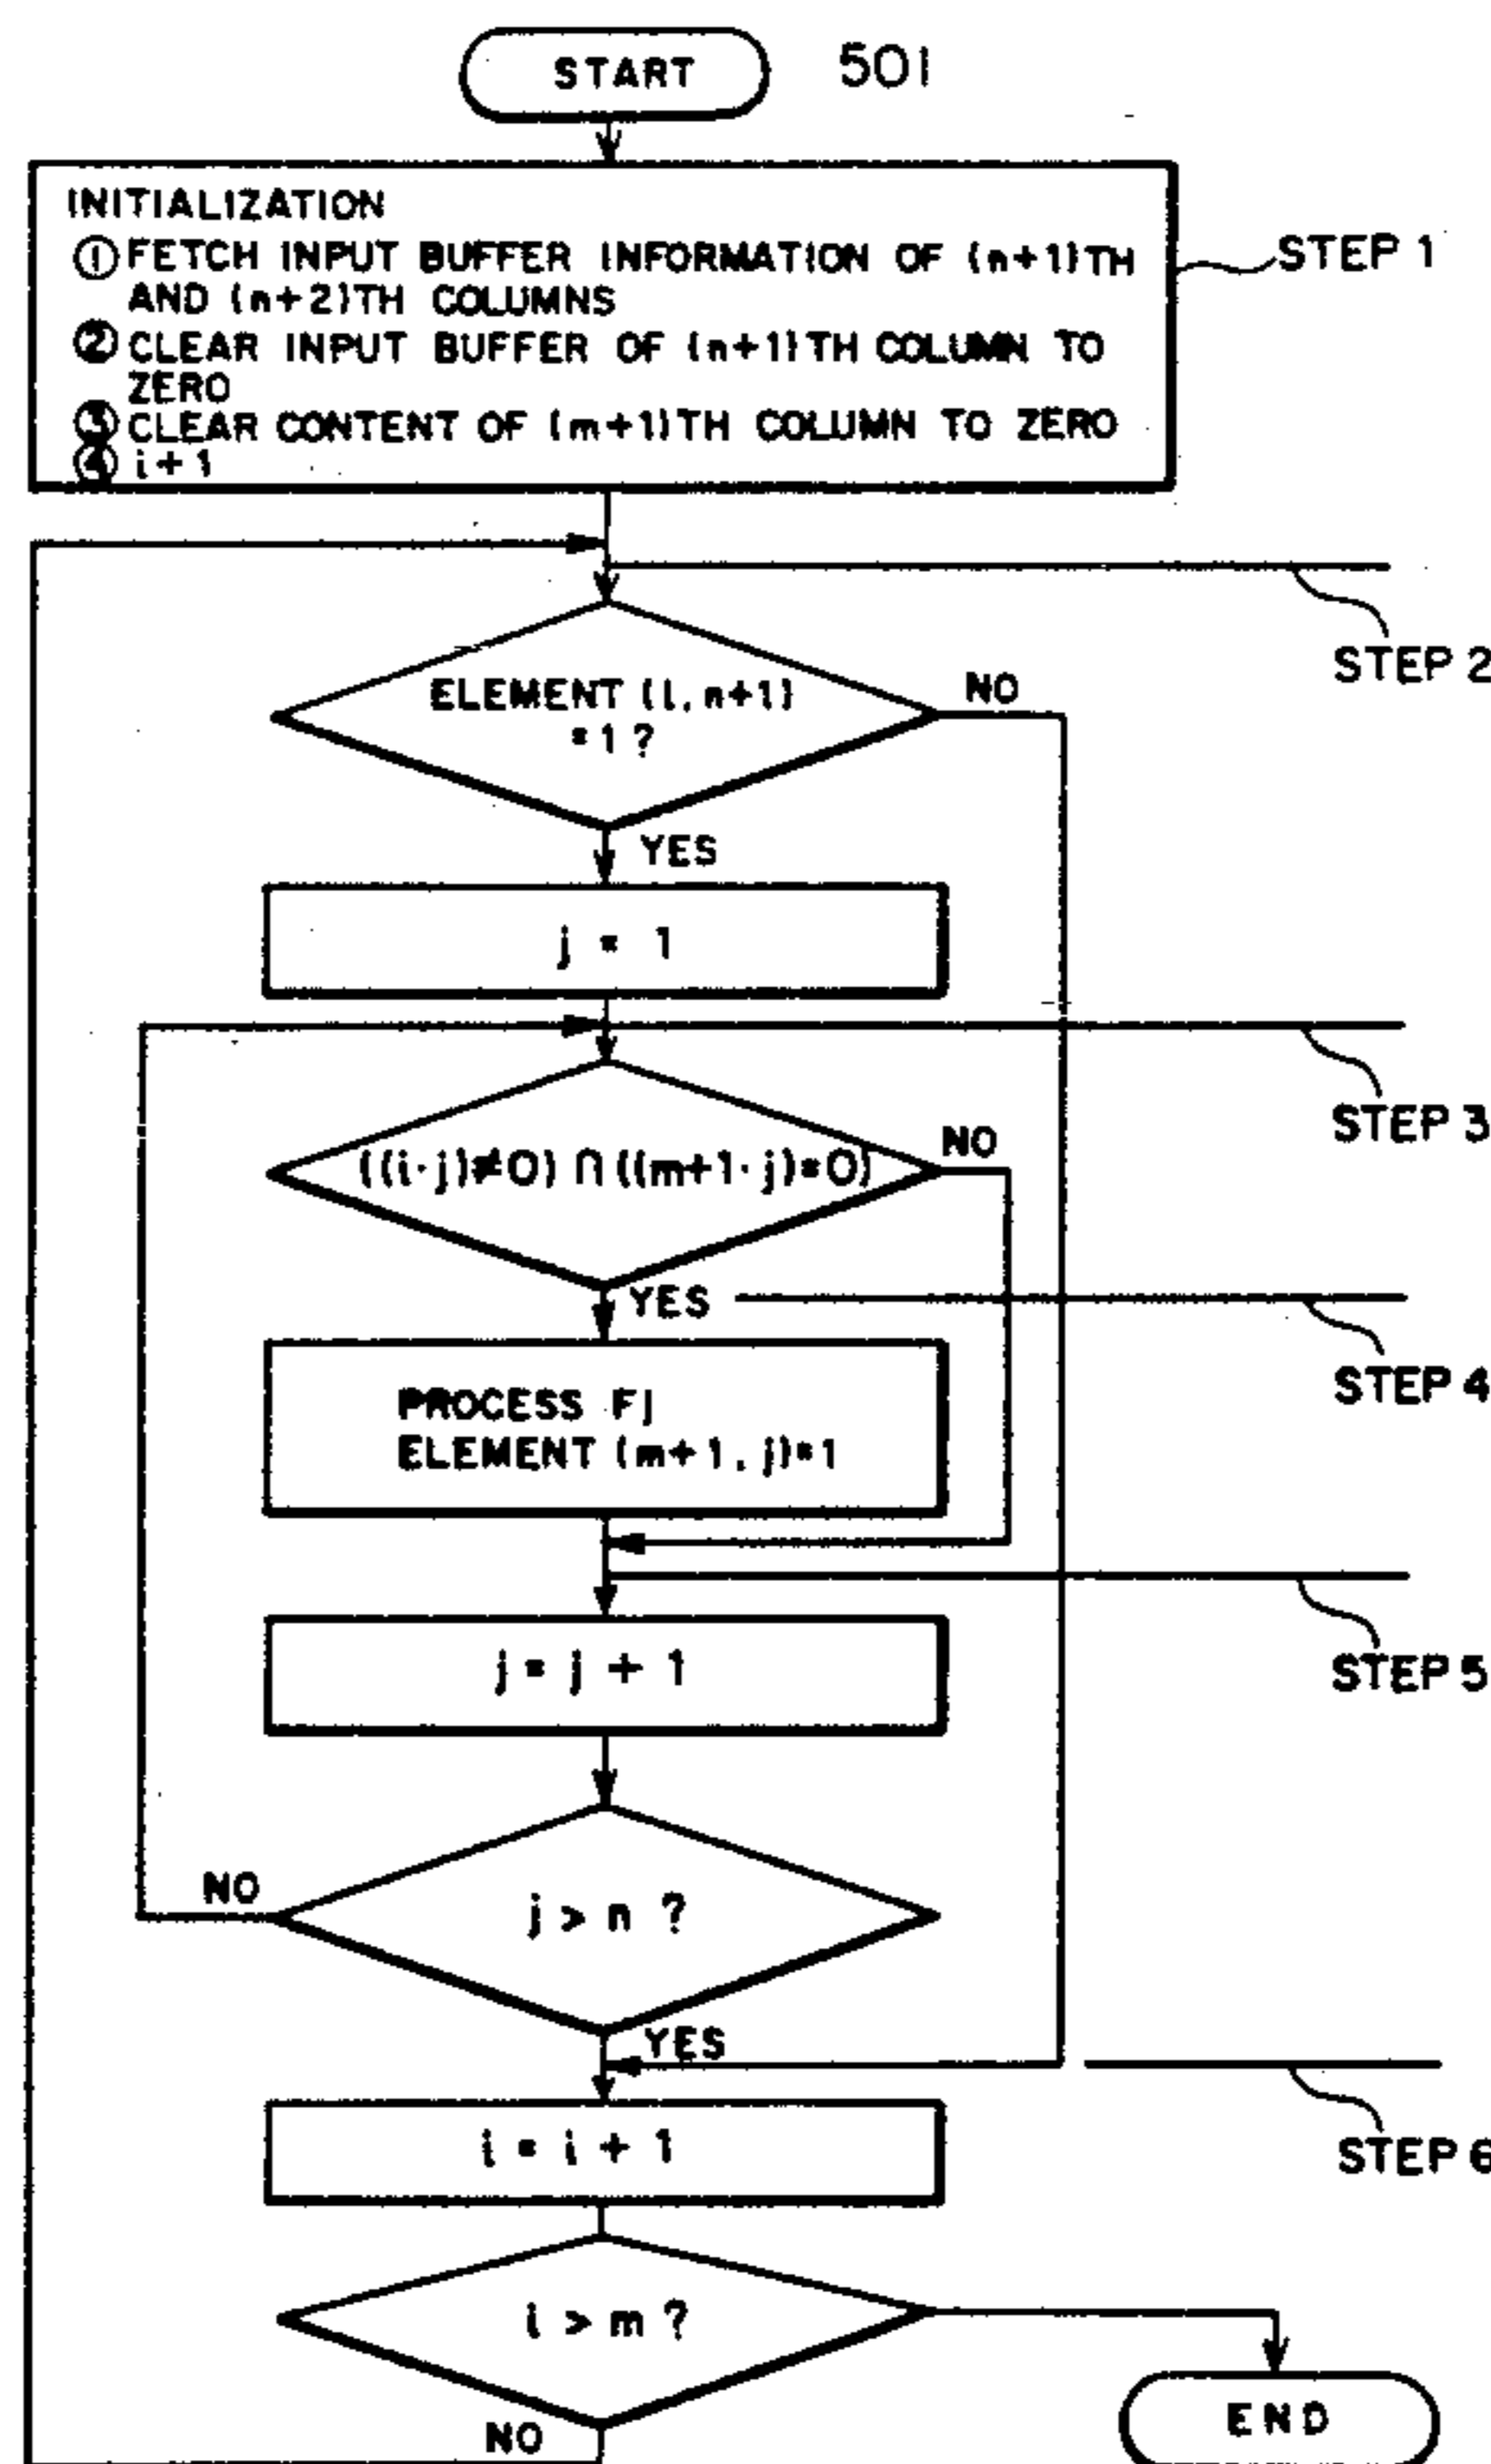 START 501
INITIALIZATION
① FETCH INPUT BUFFER INFORMATION OF (n+1)TH
AND (n+2)TH COLUMNS
STEP 1
② CLEAR INPUT BUFFER OF (n+1)TH COLUMN TO
ZERO
③ CLEAR CONTENT OF (m+1)TH COLUMN TO ZERO
④ i+1
STEP 2
ELEMENT (i, n+1)
=1 ?
NO
YES
j = 1
STEP 3
((i·j)≠0) ∩ ((m+1·j)=0)
NO
YES
STEP 4
PROCESS Fj
ELEMENT (m+1, j)=1
STEP 5
j = j + 1
NO
j > n ?
YES
STEP 6
i = i + 1
i > m ?
NO
END